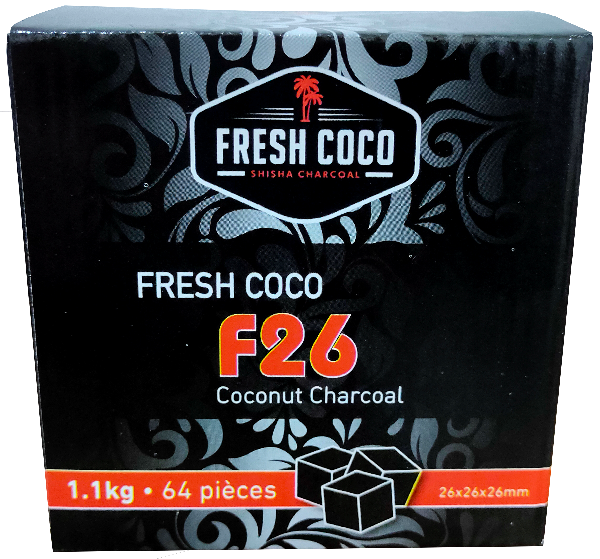 FRESH COCO
SHISHA CHARCOAL
FRESH COCO
F26
Coconut Charcoal
1.1kg • 64 pièces
26x26x26mm